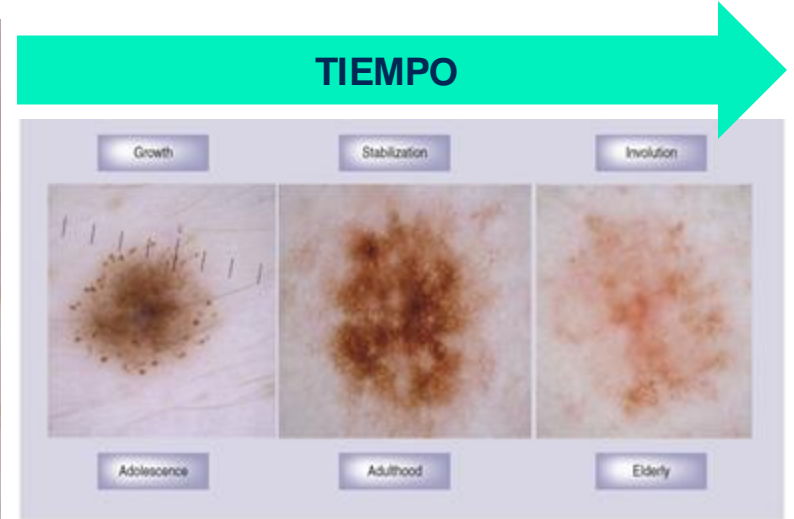 TIEMPO
Growth
Stabilization
Involution
Adolescence
Adulthood
Elderly